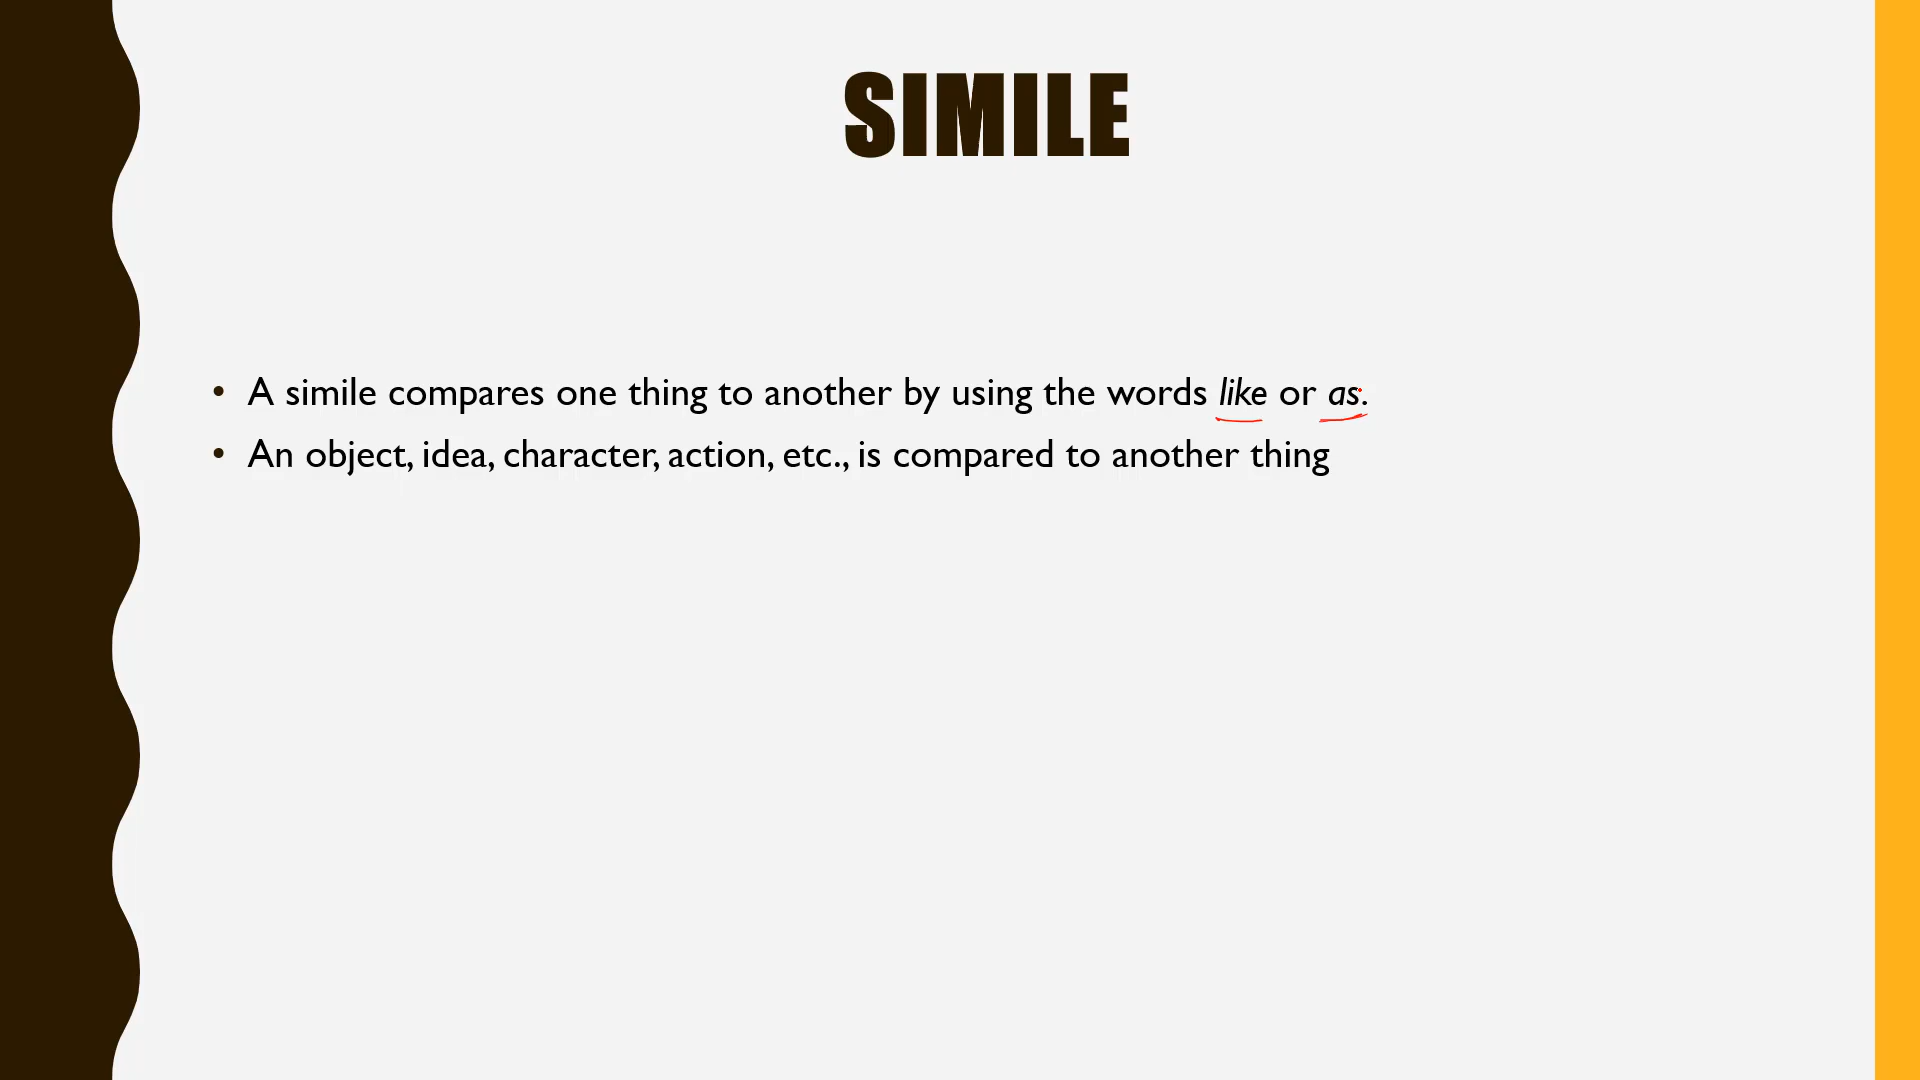 SIMILE
• A simile compares one thing to another by using the words like or as.
• An object, idea, character, action, etc., is compared to another thing